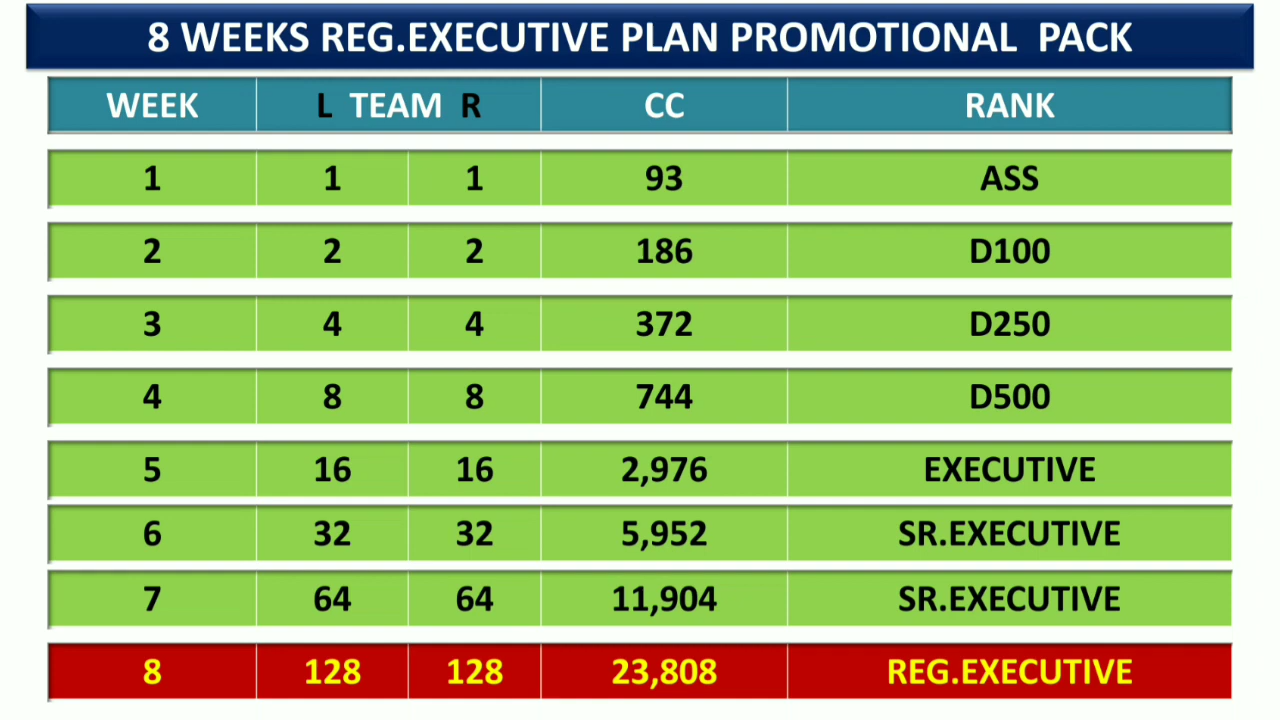 8 WEEKS REG.EXECUTIVE PLAN PROMOTIONAL PACK
WEEK L TEAM R CC RANK
1 1 1 93 ASS
2 2 2 186 D100
3 4 4 372 D250
4 8 8 744 D500
5 16 16 2,976 EXECUTIVE
6 32 32 5,952 SR.EXECUTIVE
7 64 64 11,904 SR.EXECUTIVE
8 128 128 23,808 REG.EXECUTIVE